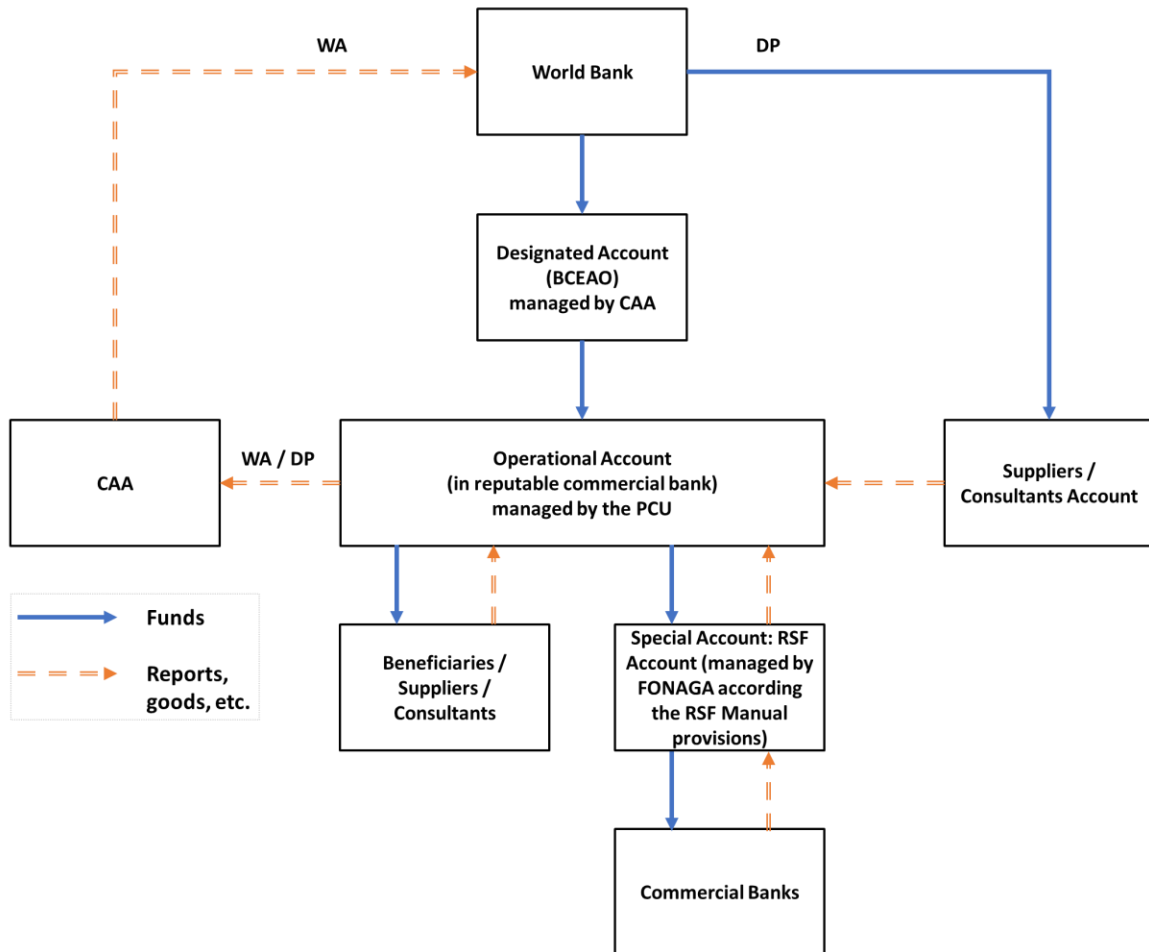 WA
DP
World Bank
Designated Account
(BCEAO)
managed by CAA
CAA
WA / DP
Operational Account
(in reputable commercial bank)
managed by the PCU
Suppliers /
Consultants Account
Funds
Reports,
goods, etc.
Beneficiaries /
Suppliers /
Consultants
Special Account: RSF
Account (managed by
FONAGA according
the RSF Manual
provisions)
Commercial Banks